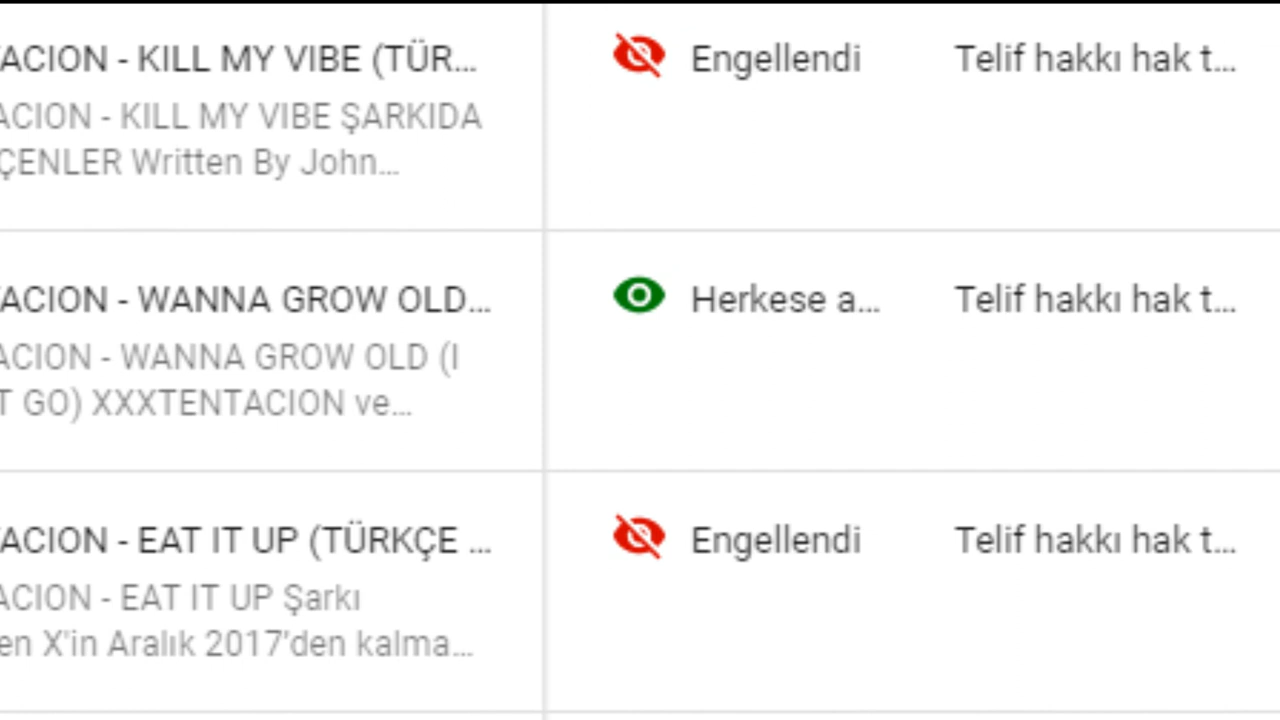 ACION - KILL MY VIBE (TÜR...
Engellendi
Telif hakkı hak t...
ACION - KILL MY VIBE ŞARKIDA
ÇENLER Written By John...
ACION - WANNA GROW OLD...
Herkese a...
Telif hakkı hak t...
ACION - WANNA GROW OLD (I
T GO) XXXTENTACION ve...
ACION - EAT IT UP (TÜRKÇE ...
Engellendi
Telif hakkı hak t...
ACION - EAT IT UP Şarkı
en X'in Aralık 2017'den kalma...